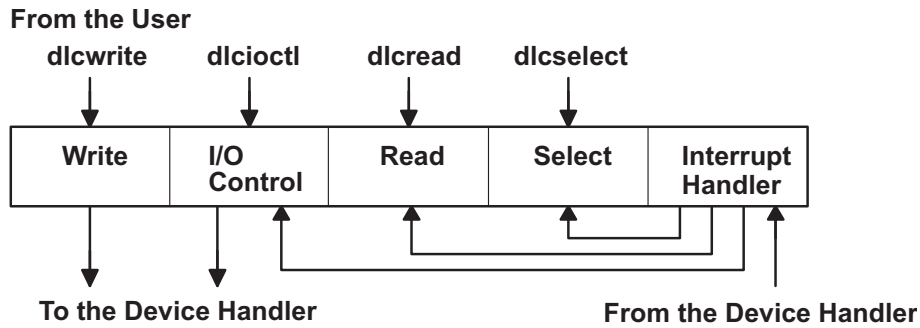 From the User
dlcwrite dlcioctl dlcread dlcselect
Write I/O Control Read Select Interrupt Handler
To the Device Handler From the Device Handler